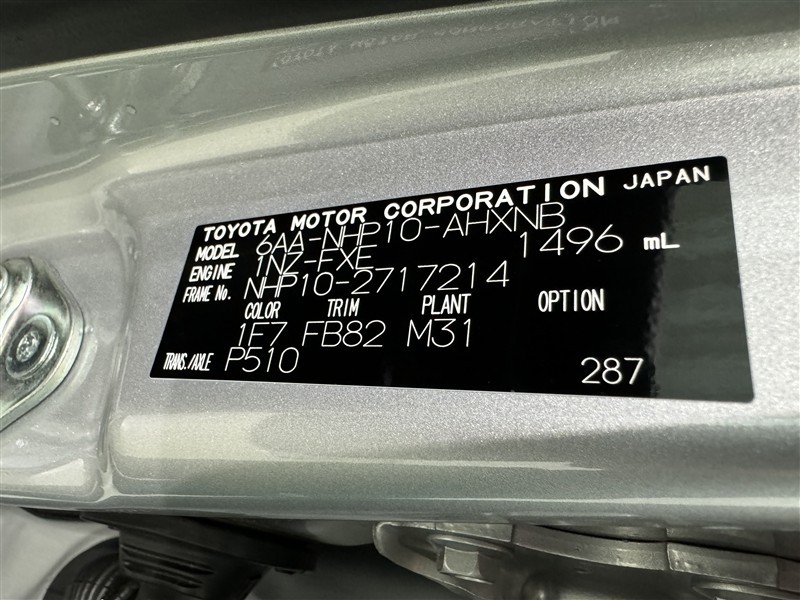 TOYOTA MOTOR CORPORATION JAPAN
MODEL 6AA-NHP10-AHXNB
ENGINE 1NZ-FXE 1496 mL
FRAME No. NHP10-2717214
COLOR TRIM PLANT OPTION
1F7 FB82 M31
TRANS./AXLE P510 287